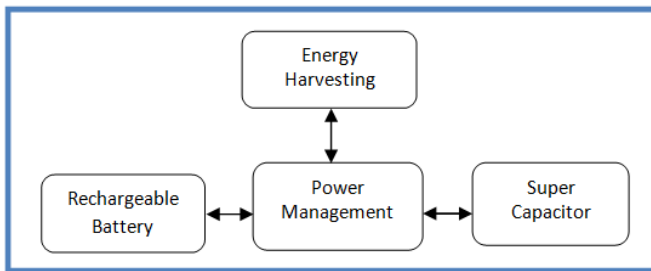 Energy
Harvesting
Rechargeable
Battery
Power
Management
Super
Capacitor